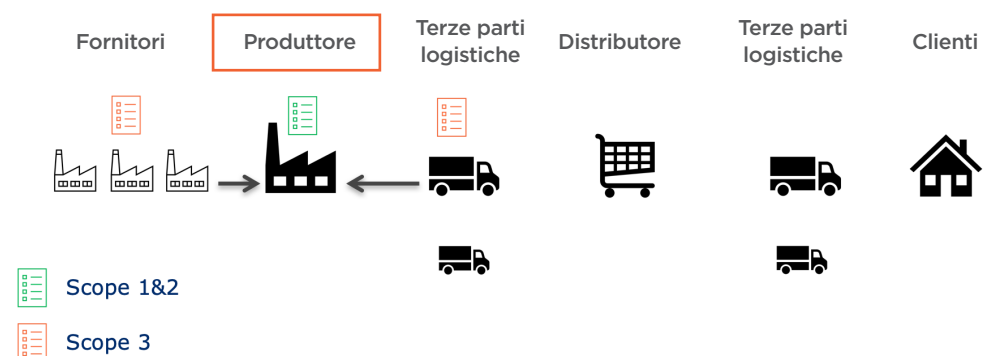 Fornitori
Produttore
Terze parti
logistiche
Distributore
Terze parti
logistiche
Clienti
Scope 1&2
Scope 3